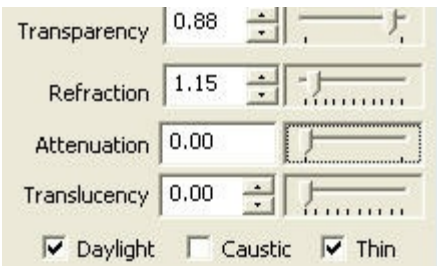 Transparency 0.88
Refraction 1.15
Attenuation 0.00
Translucency 0.00
Daylight Caustic Thin